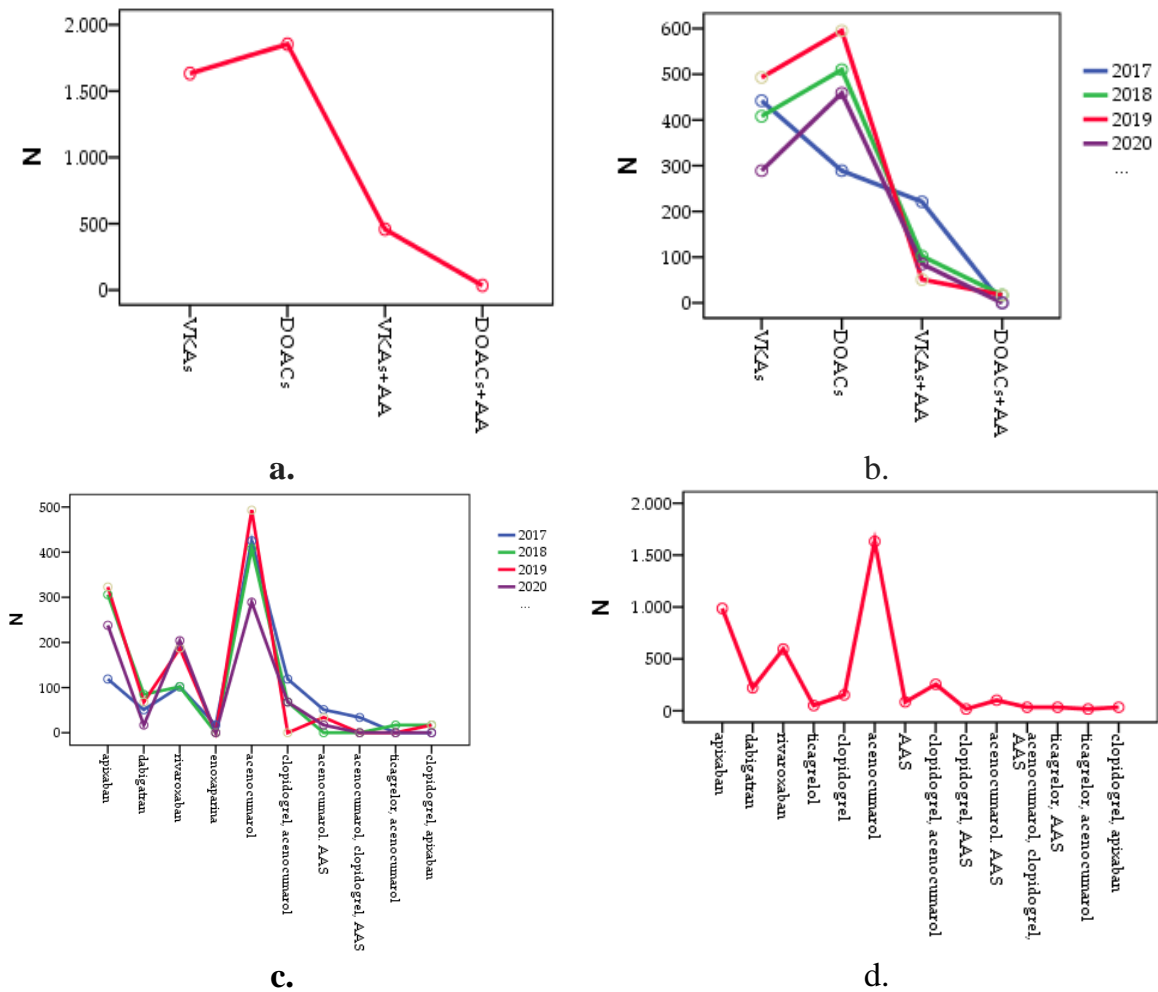 2.000
1.500
1.000
500
0
N
VKAs
DOACs
VKAs+AA
DOACs+AA
a.
600
500
400
300
200
100
0
N
VKAs
DOACs
VKAs+AA
DOACs+AA
2017
2018
2019
2020
...
b.
500
400
300
200
100
0
N
apixaban
dabigatran
rivaroxaban
enoxaparina
acenocumarol
clopidogrel, acenocumarol
acenocumarol. AAS
acenocumarol, clopidogrel, AAS
ticagrelor, acenocumarol
clopidogrel, apixaban
2017
2018
2019
2020
...
c.
2.000
1.500
1.000
500
0
N
apixaban
dabigatran
rivaroxaban
ticagrelol
clopidogrel
acenocumarol
AAS
clopidogrel, acenocumarol
clopidogrel, AAS
acenocumarol. AAS
acenocumarol, clopidogrel,
AAS
ticagrelor, AAS
ticagrelor, acenocumarol
clopidogrel, apixaban
d.